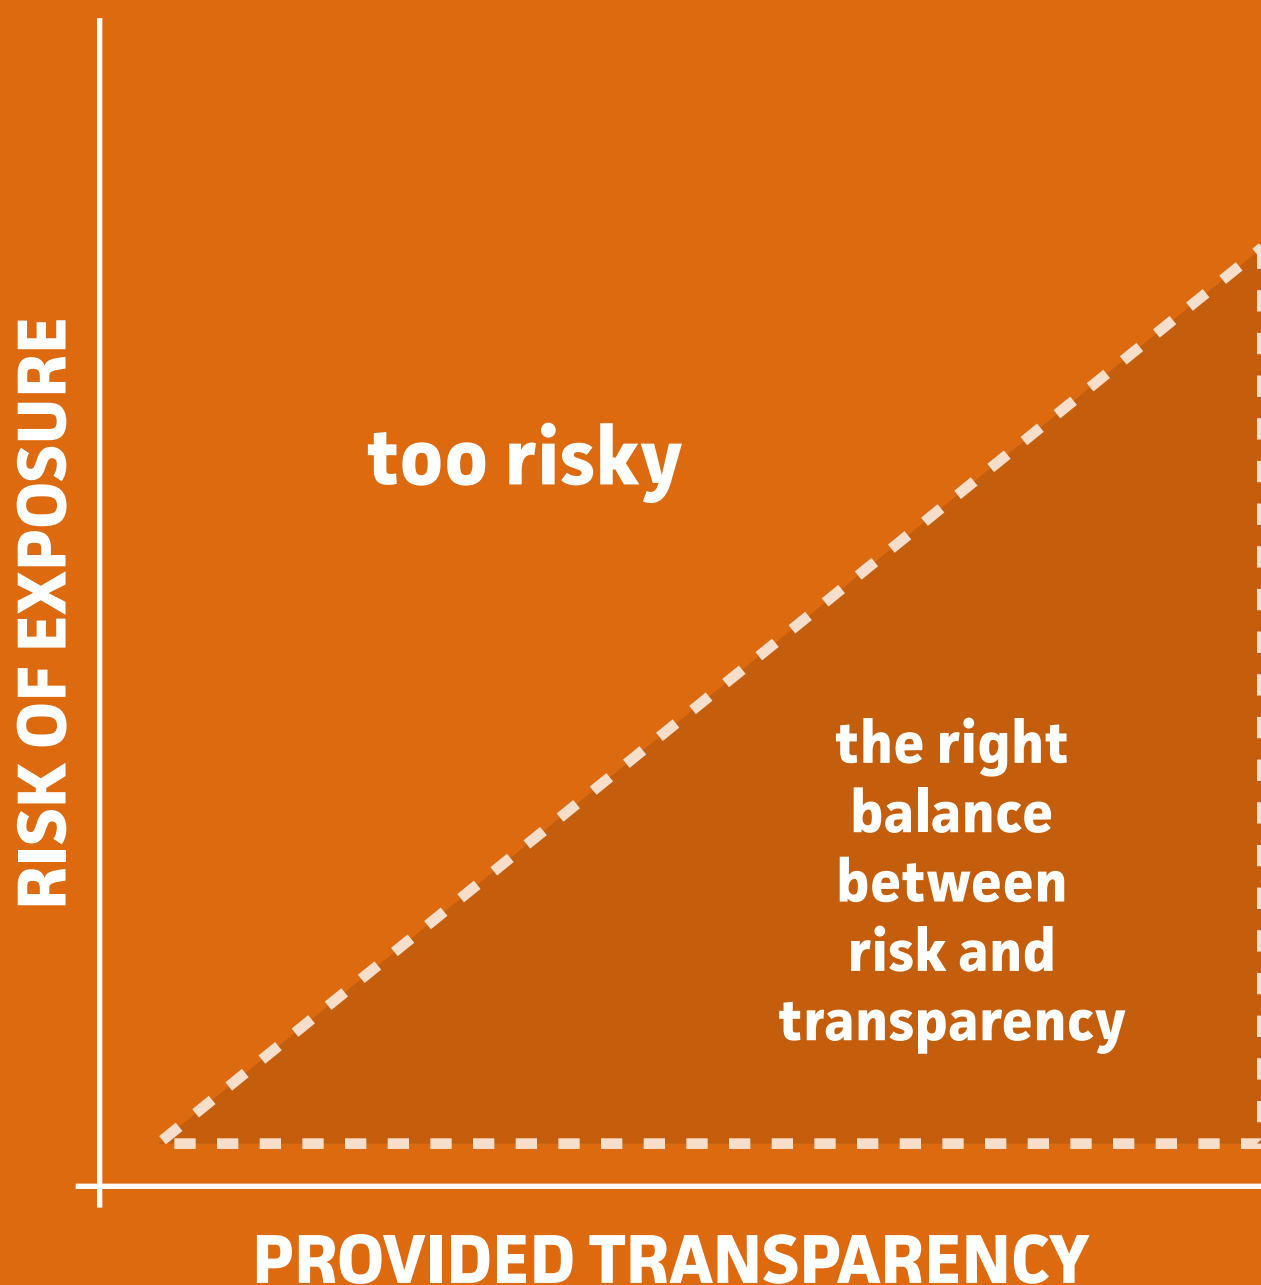 RISK OF EXPOSURE
too risky
the right
balance
between
risk and
transparency
PROVIDED TRANSPARENCY